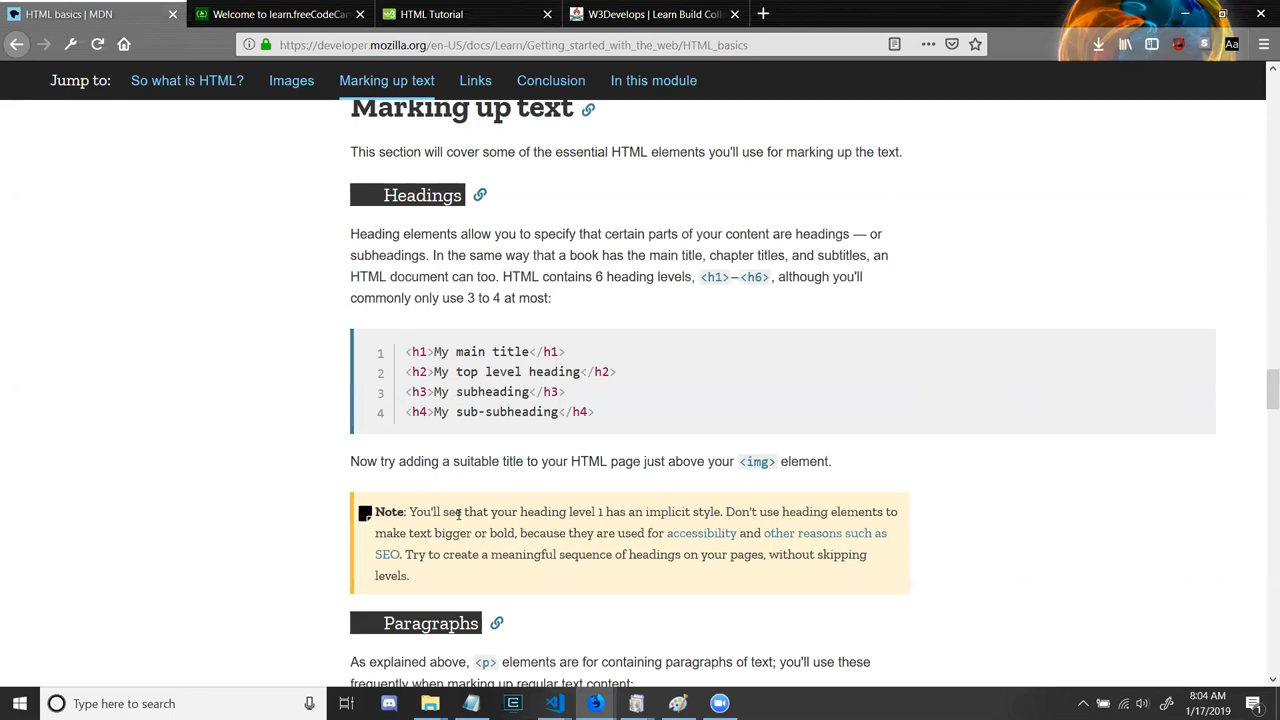 HTML basics | MDN
Welcome to learn.freeCodeCam
HTML Tutorial
W3Develops | Learn Build Colla
https://developer.mozilla.org/en-US/docs/Learn/Getting_started_with_the_web/HTML_basics
Aa
Jump to: So what is HTML? Images Marking up text Links Conclusion In this module
Marking up text
This section will cover some of the essential HTML elements you'll use for marking up the text.
Headings
Heading elements allow you to specify that certain parts of your content are headings — or
subheadings. In the same way that a book has the main title, chapter titles, and subtitles, an
HTML document can too. HTML contains 6 heading levels, <h1>–<h6>, although you'll
commonly only use 3 to 4 at most:
1 <h1>My main title</h1>
2 <h2>My top level heading</h2>
3 <h3>My subheading</h3>
4 <h4>My sub-subheading</h4>
Now try adding a suitable title to your HTML page just above your <img> element.
Note: You'll see that your heading level 1 has an implicit style. Don't use heading elements to
make text bigger or bold, because they are used for accessibility and other reasons such as
SEO. Try to create a meaningful sequence of headings on your pages, without skipping
levels.
Paragraphs
As explained above, <p> elements are for containing paragraphs of text; you'll use these
frequently when marking up regular text content:
Type here to search
8:04 AM
1/17/2019